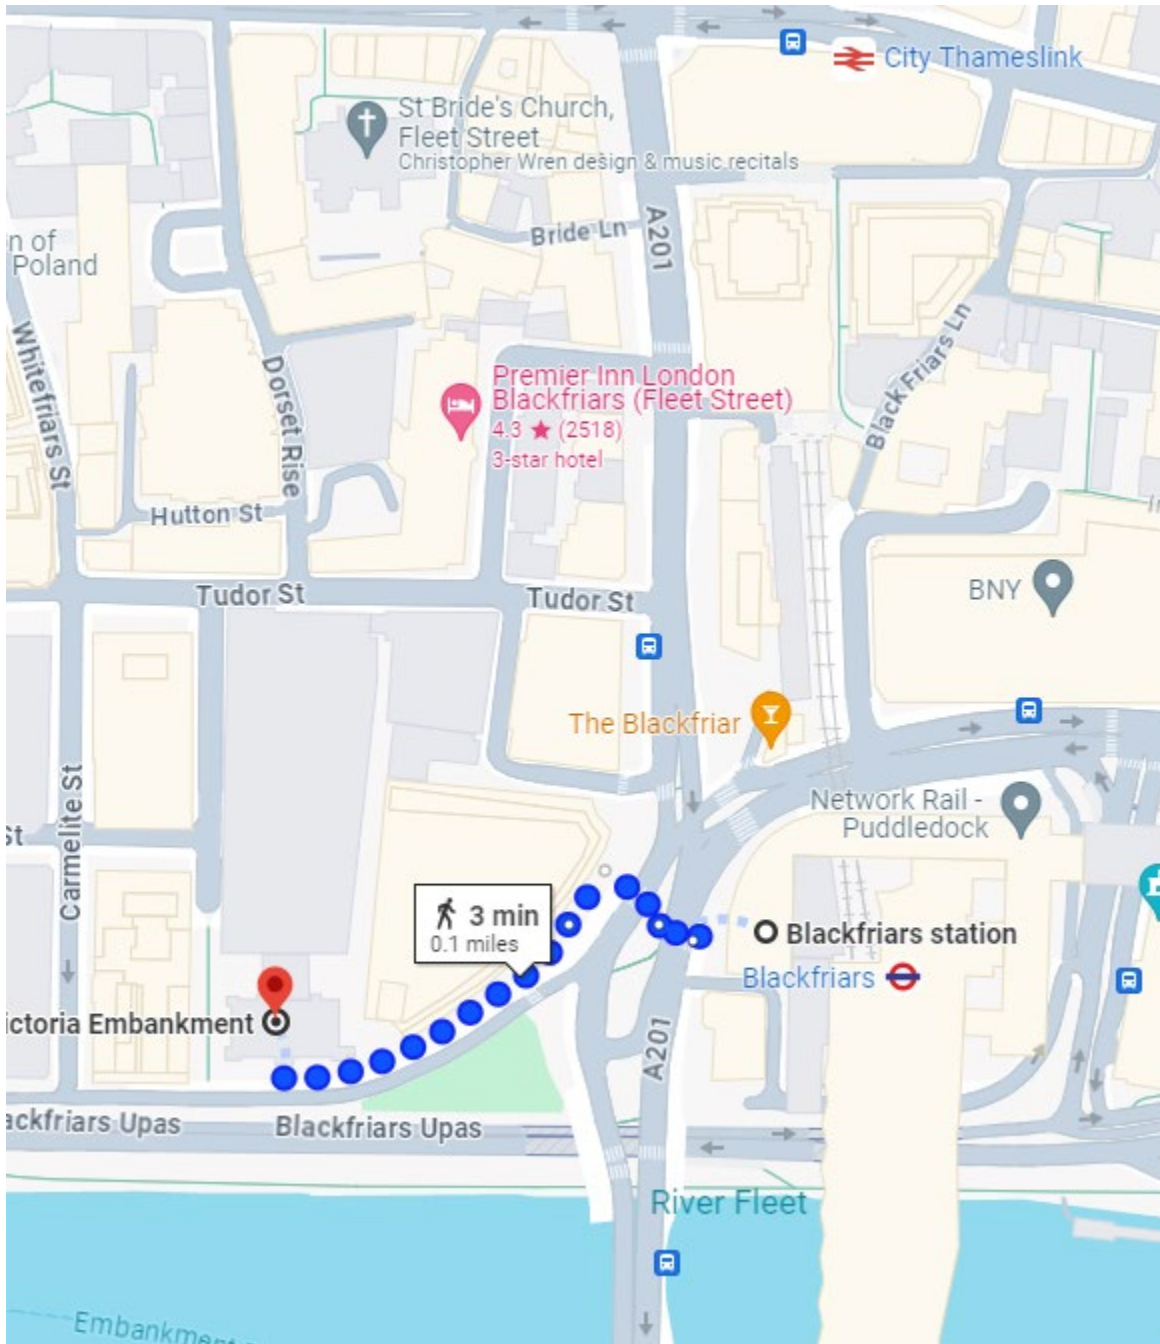 City Thameslink
St Bride's Church,
Fleet Street
Christopher Wren design & music recitals
A201
Bride Ln
n of
Poland
Whitefriars St
Dorset Rise
Black Friars Ln
Premier Inn London
Blackfriars (Fleet Street)
4.3 ★ (2518)
3-star hotel
Hutton St
BNY
Tudor St
Tudor St
The Blackfriar
Network Rail -
Puddledock
St
Carmelite St
3 min
0.1 miles
Blackfriars station
Blackfriars
ictoria Embankment
A201
ackfriars Upas
Blackfriars Upas
River Fleet
Embankment